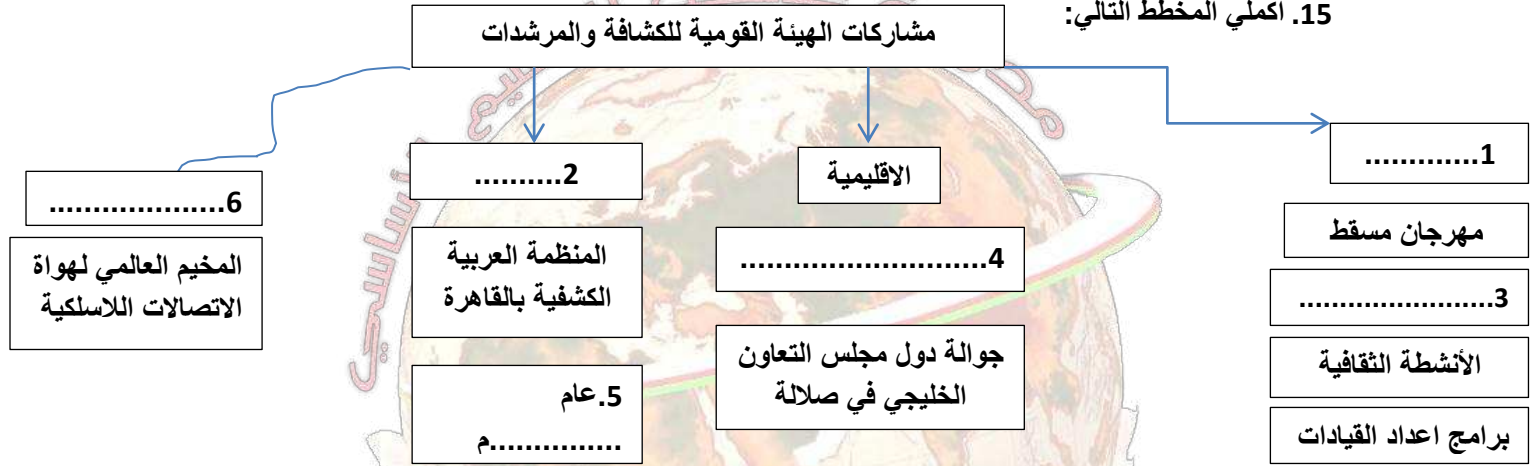 15. اكملي المخطط التالي:
مشاركات الهيئة القومية للكشافة والمرشدات
1.............
مهرجان مسقط
3......................
الأنشطة الثقافية
برامج اعداد القيادات
الاقليمية
4............................
جوالة دول مجلس التعاون
الخليجي في صلالة
2..........
المنظمة العربية
الكشفية بالقاهرة
5.عام
...............م
6....................
المخيم العالمي لهواة
الاتصالات اللاسلكية